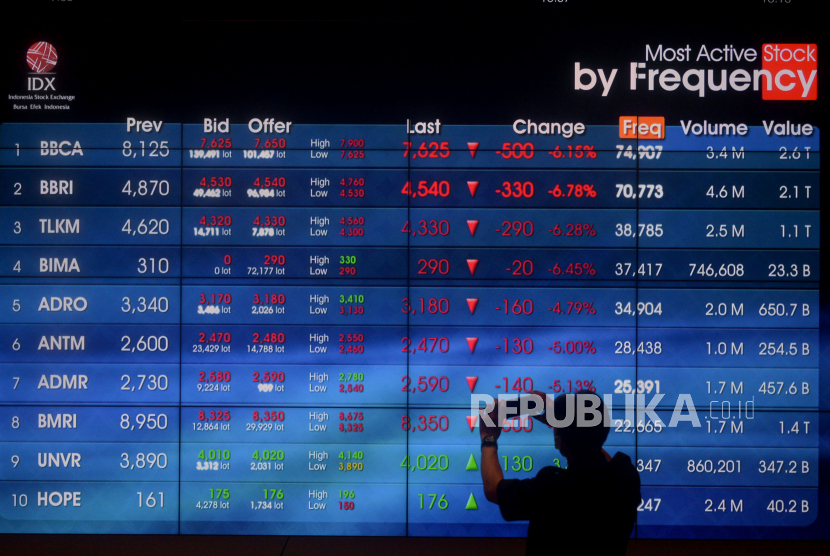 IDX
Indonesia Stock Exchange
Bursa Efek Indonesia
Most Active Stock
by Frequency
Prev Bid Offer Last Change Freq Volume Value
1 BBCA 8,125 7,625 7,650 High 7,900 7,625 -500 -6.15% 74,907 3.4 M 2.6 T
139,491 lot 101,487 lot Low 7,625
2 BBRI 4,870 4,530 4,540 High 4,760 4,540 -330 -6.78% 70,773 4.6 M 2.1 T
49,462 lot 96,984 lot Low 4,530
3 TLKM 4,620 4,320 4,330 High 4,560 4,330 -290 -6.28% 38,785 2.5 M 1.1 T
14,711 lot 7,878 lot Low 4,300
4 BIMA 310 0 290 High 330 290 -20 -6.45% 37,417 746,608 23.3 B
0 lot 72,177 lot Low 290
5 ADRO 3,340 3,170 3,180 High 3,410 3,180 -160 -4.79% 34,904 2.0 M 650.7 B
lot 2,026 lot Low 3,130
6 ANTM 2,600 2,470 2,480 High 2,550 2,470 -130 -5.00% 28,438 1.0 M 254.5 B
23,429 lot 14,788 lot Low 2,460
7 ADMR 2,730 2,580 2,590 High 2,780 2,590 -140 -5.13% 25,391 1.7 M 457.6 B
9,224 lot lot Low 2,540
REPUBLIKA.co.id
8 BMRI 8,950 8,325 8,350 High 8,675 8,350 22,665 1.7 M 1.4 T
12,864 lot 29,929 lot Low 8,325
9 UNVR 3,890 4,010 4,020 High 4,140 4,020 130 347 860,201 347.2 B
3,312 lot 2,031 lot Low 3,890
10 HOPE 161 175 176 High 196 176 247 2.4 M 40.2 B
4,278 lot 1,734 lot Low 150